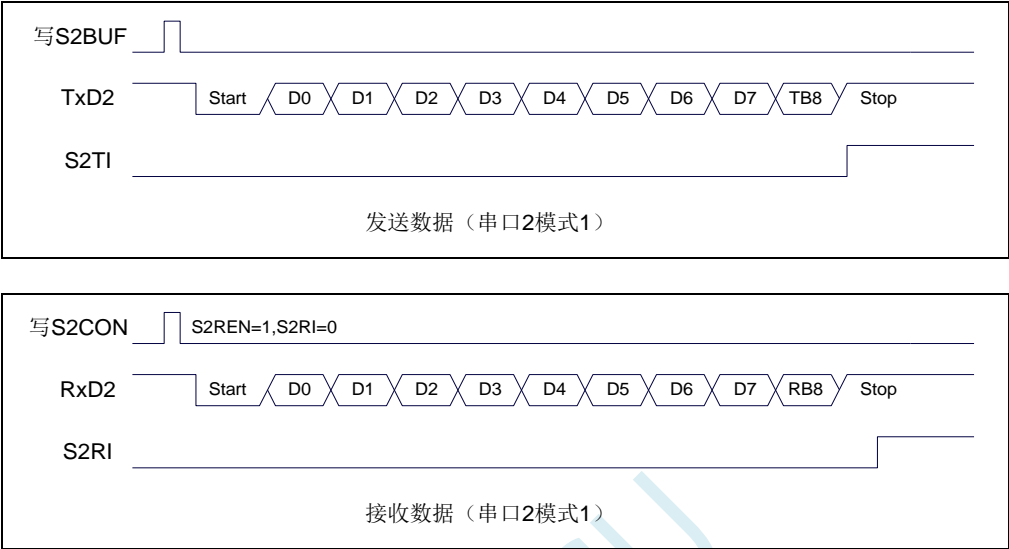 写S2BUF
TxD2 Start D0 D1 D2 D3 D4 D5 D6 D7 TB8 Stop
S2TI
发送数据（串口2模式1）
写S2CON S2REN=1,S2RI=0
RxD2 Start D0 D1 D2 D3 D4 D5 D6 D7 RB8 Stop
S2RI
接收数据（串口2模式1）